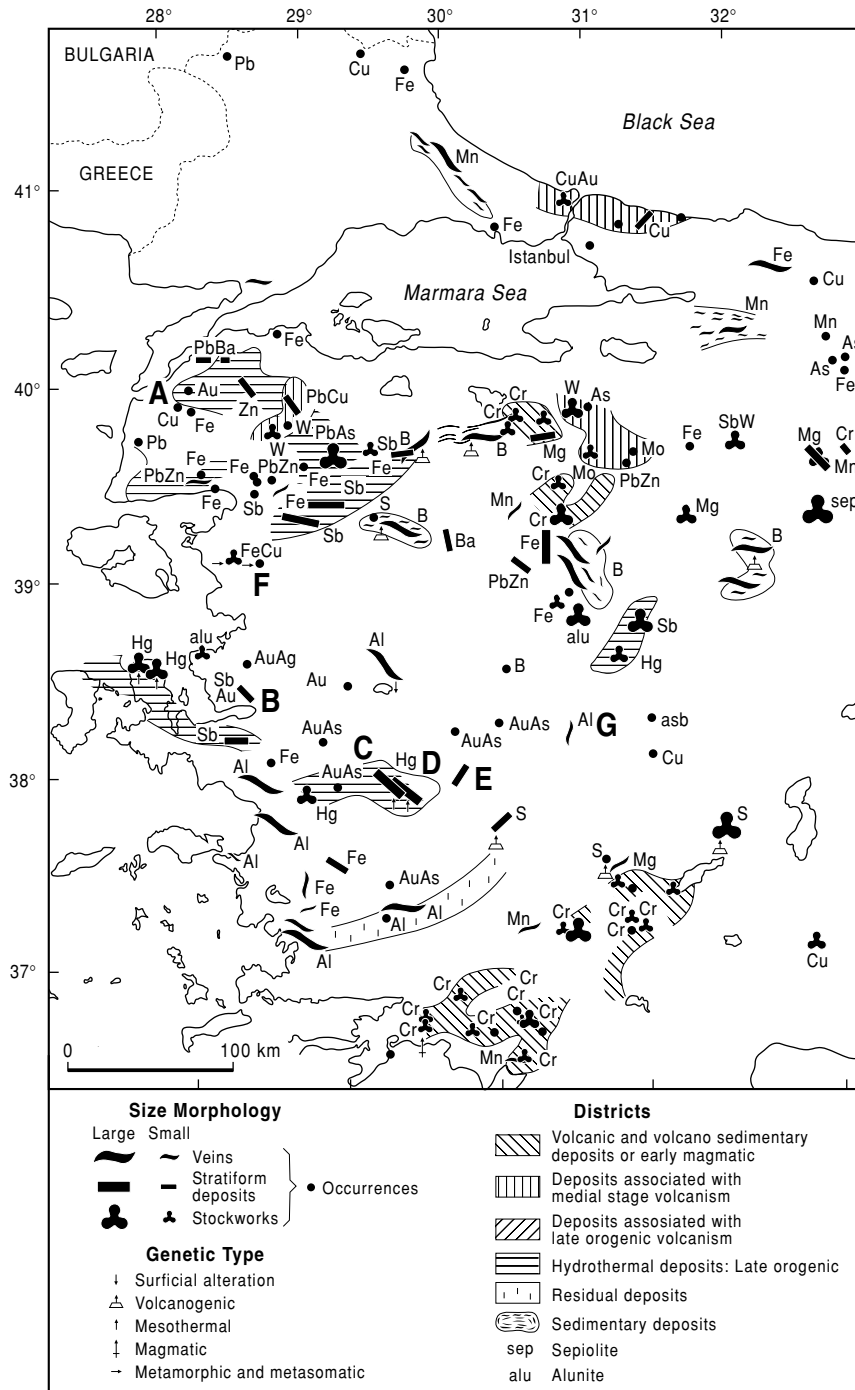 28° 29° 30° 31° 32°
BULGARIA
Pb
Cu
Fe
Black Sea
Mn
GREECE
CuAu
41°
Fe
Cu
Istanbul
Fe
Marmara Sea
Cu
Mn
Mn
Fe
As
As
PbBa
Fe
40°
A
Au
Zn
PbCu
Cr
W
As
Cu
Fe
W
Cr
SbW
Cr
Pb
W
PbAs
Sb
B
B
Mg
Mo
Fe
Mg
Mn
PbZn
Fe
Fe
PbZn
Fe
Fe
Cr
Mo
PbZn
Fe
Sb
Fe
Sb
S
B
Mn
Cr
Mg
sep
Sb
Ba
Fe
B
FeCu
PbZn
B
39°
F
Fe
alu
Sb
Hg
Hg
alu
AuAg
Al
B
Hg
Sb
Au
B
Au
AuAs
AuAs
Al
G
asb
Sb
AuAs
Cu
38°
Fe
C
Hg
D
E
Al
AuAs
Hg
S
S
Al
Al
Fe
S
Mg
AuAs
Fe
Fe
Al
Al
Mn
Cr
Cr
Cr
Cr
Al
Cu
37°
Cr
Cr
Cr
Cr
Cr
Cr
Cr
0 100 km
Mn
Cr
Size Morphology
Large Small
Veins
Stratiform
deposits
Occurrences
Stockworks
Genetic Type
Surficial alteration
Volcanogenic
Mesothermal
Magmatic
Metamorphic and metasomatic
Districts
Volcanic and volcano sedimentary
deposits or early magmatic
Deposits associated with
medial stage volcanism
Deposits assosiated with
late orogenic volcanism
Hydrothermal deposits: Late orogenic
Residual deposits
Sedimentary deposits
sep Sepiolite
alu Alunite